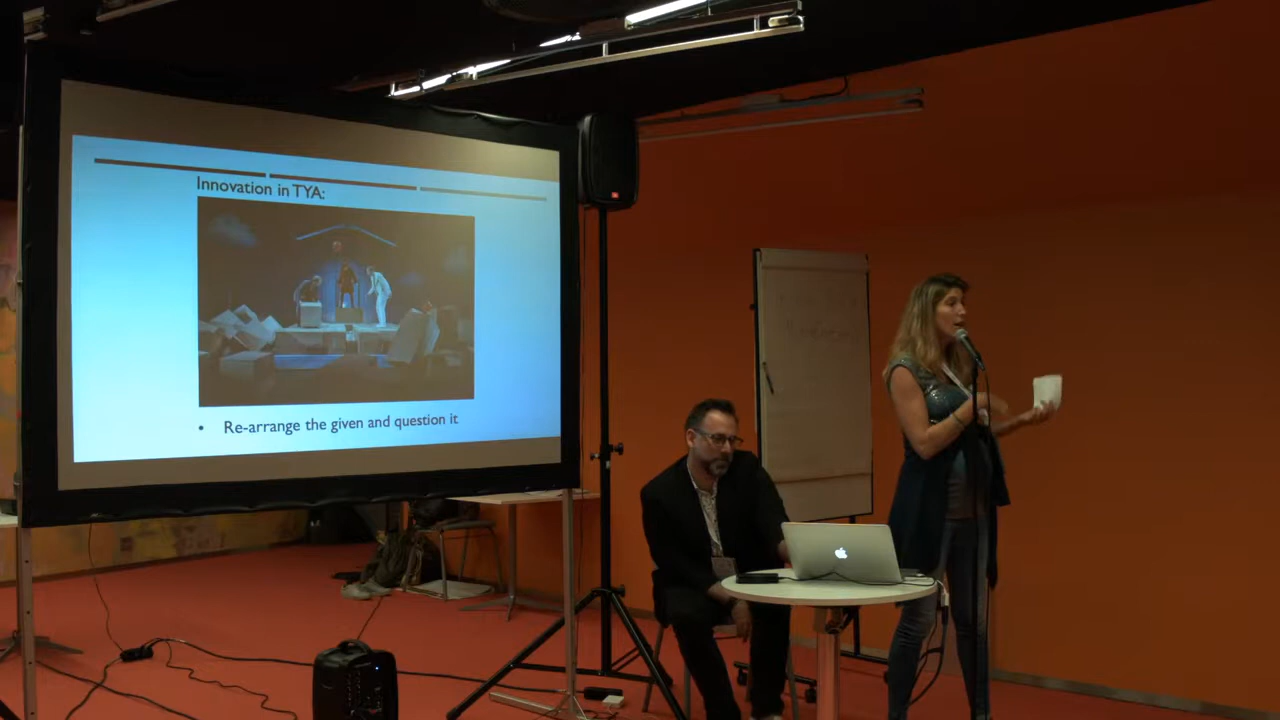 Innovation in TYA:
• Re-arrange the given and question it